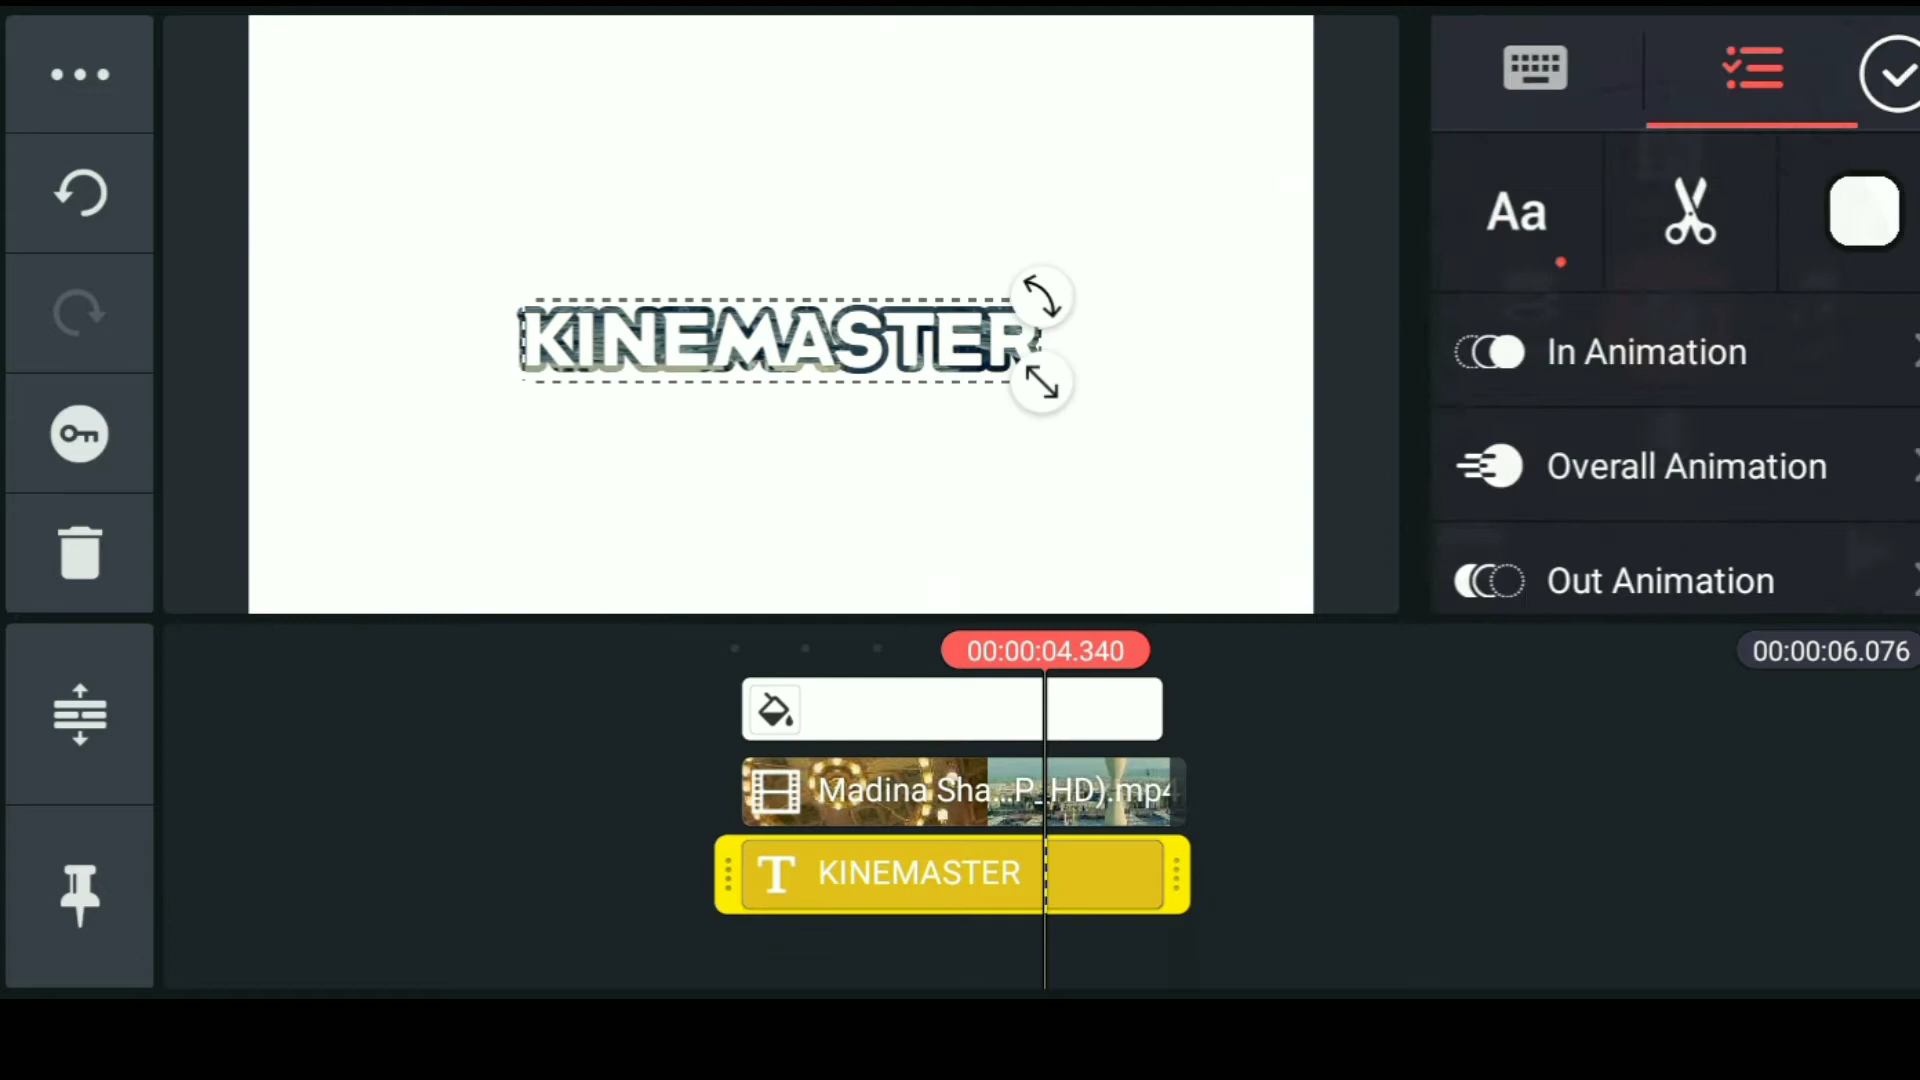 KINEMASTER
Aa
In Animation
Overall Animation
Out Animation
00:00:04.340
00:00:06.076
Madina Sha...P_HD).mp4
T KINEMASTER